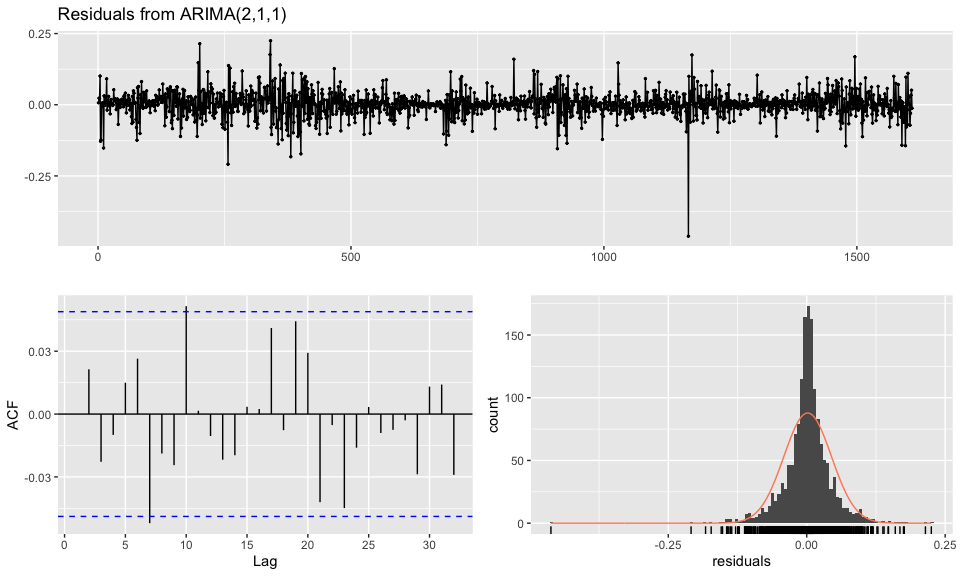 Residuals from ARIMA(2,1,1)
0.25
0.00
-0.25
0 500 1000 1500
ACF
0.03
0.00
-0.03
0 5 10 15 20 25 30
Lag
count
150
100
50
0
-0.25 0.00 0.25
residuals